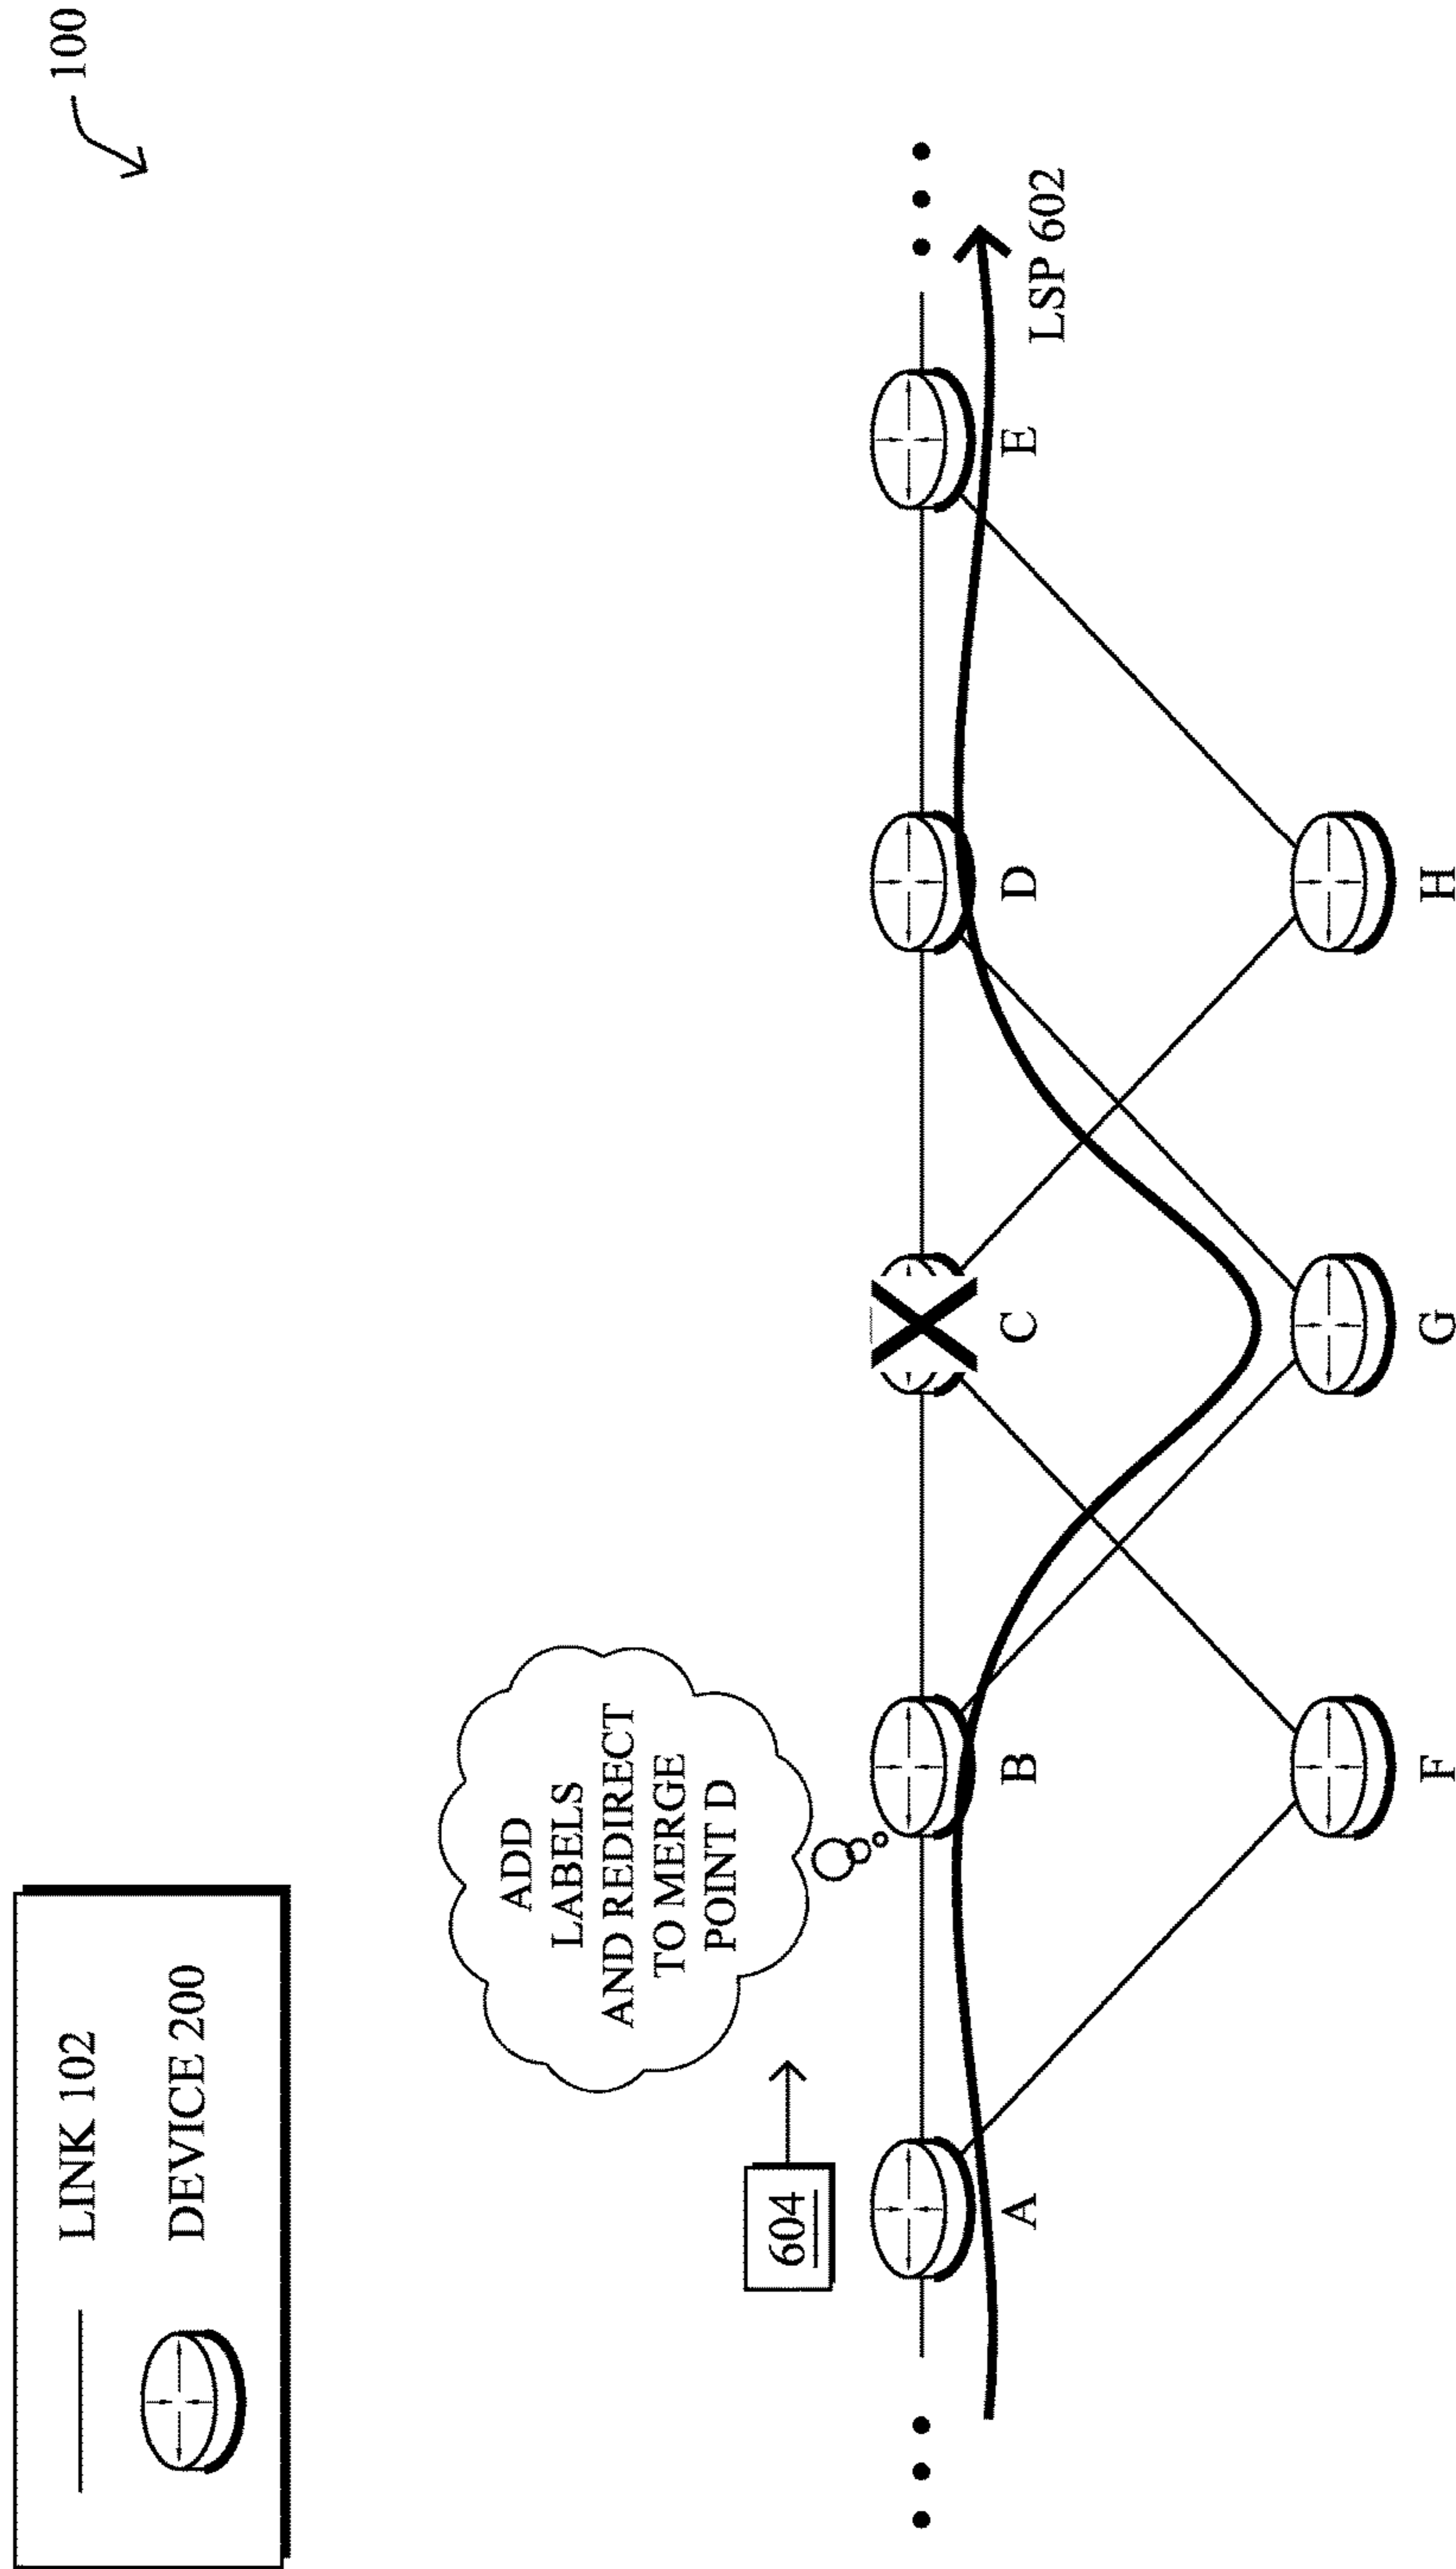 100
LINK 102
DEVICE 200
ADD
LABELS
AND REDIRECT
TO MERGE
POINT D
604
A
B
C
D
E
LSP 602
F
G
H